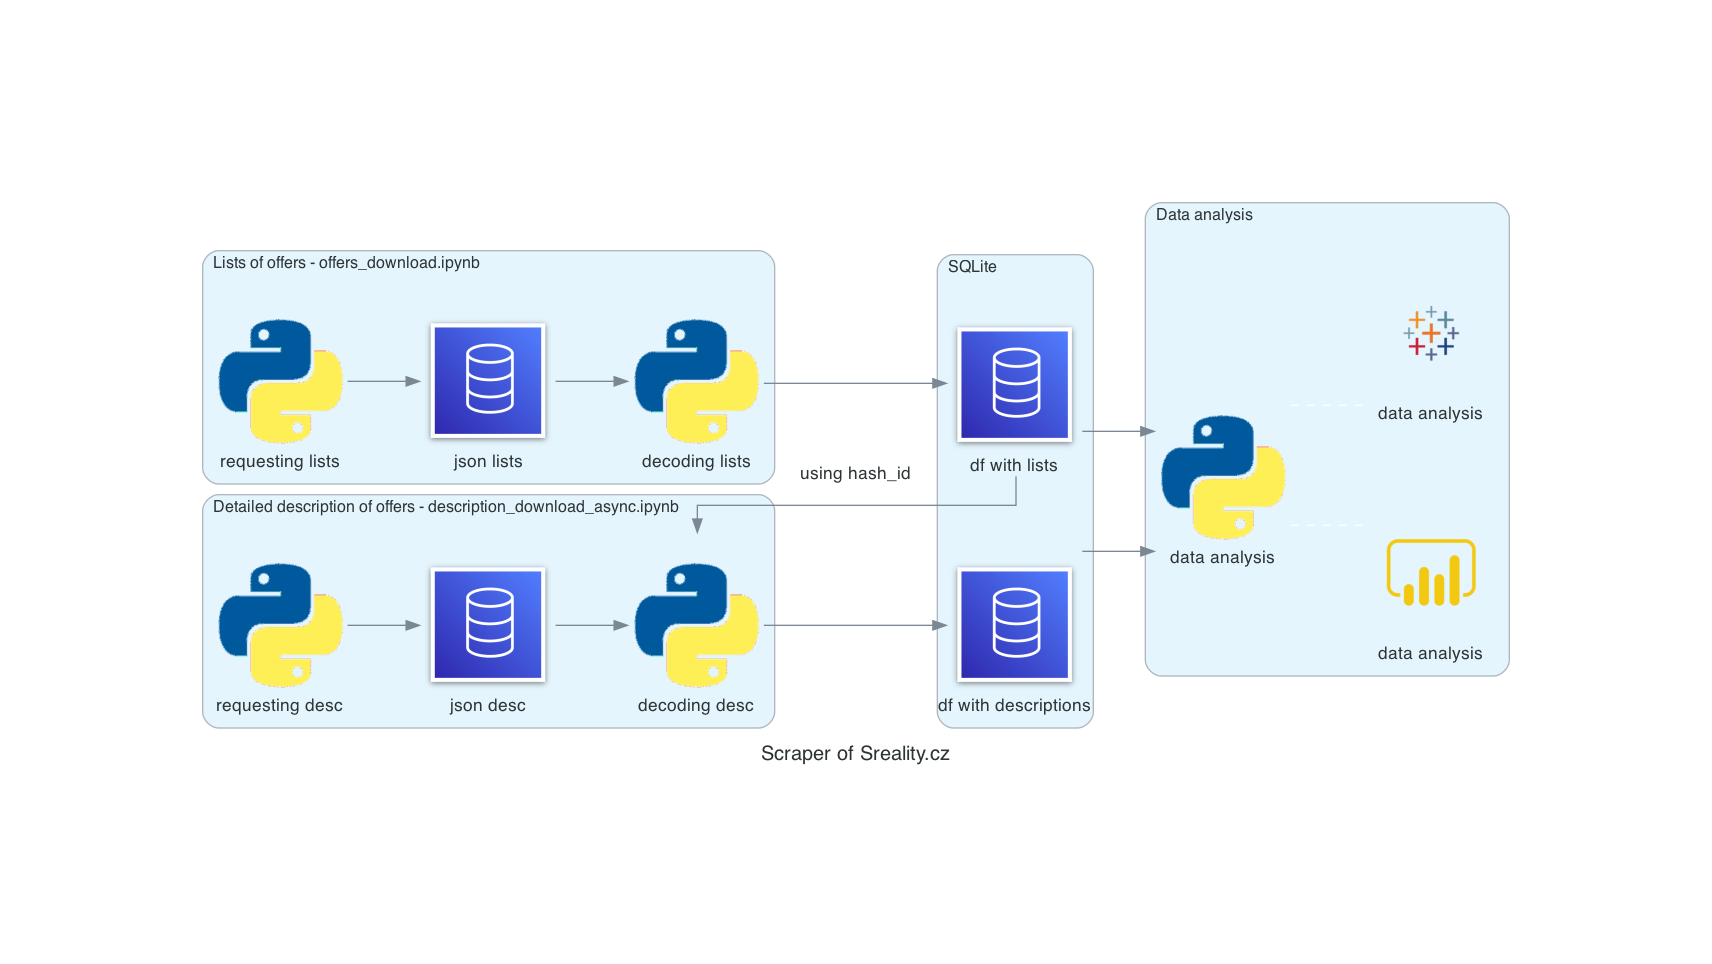 Lists of offers - offers_download.ipynb
requesting lists
json lists
decoding lists
using hash_id
Detailed description of offers - description_download_async.ipynb
requesting desc
json desc
decoding desc
SQLite
df with lists
df with descriptions
Data analysis
data analysis
data analysis
data analysis
Scraper of Sreality.cz